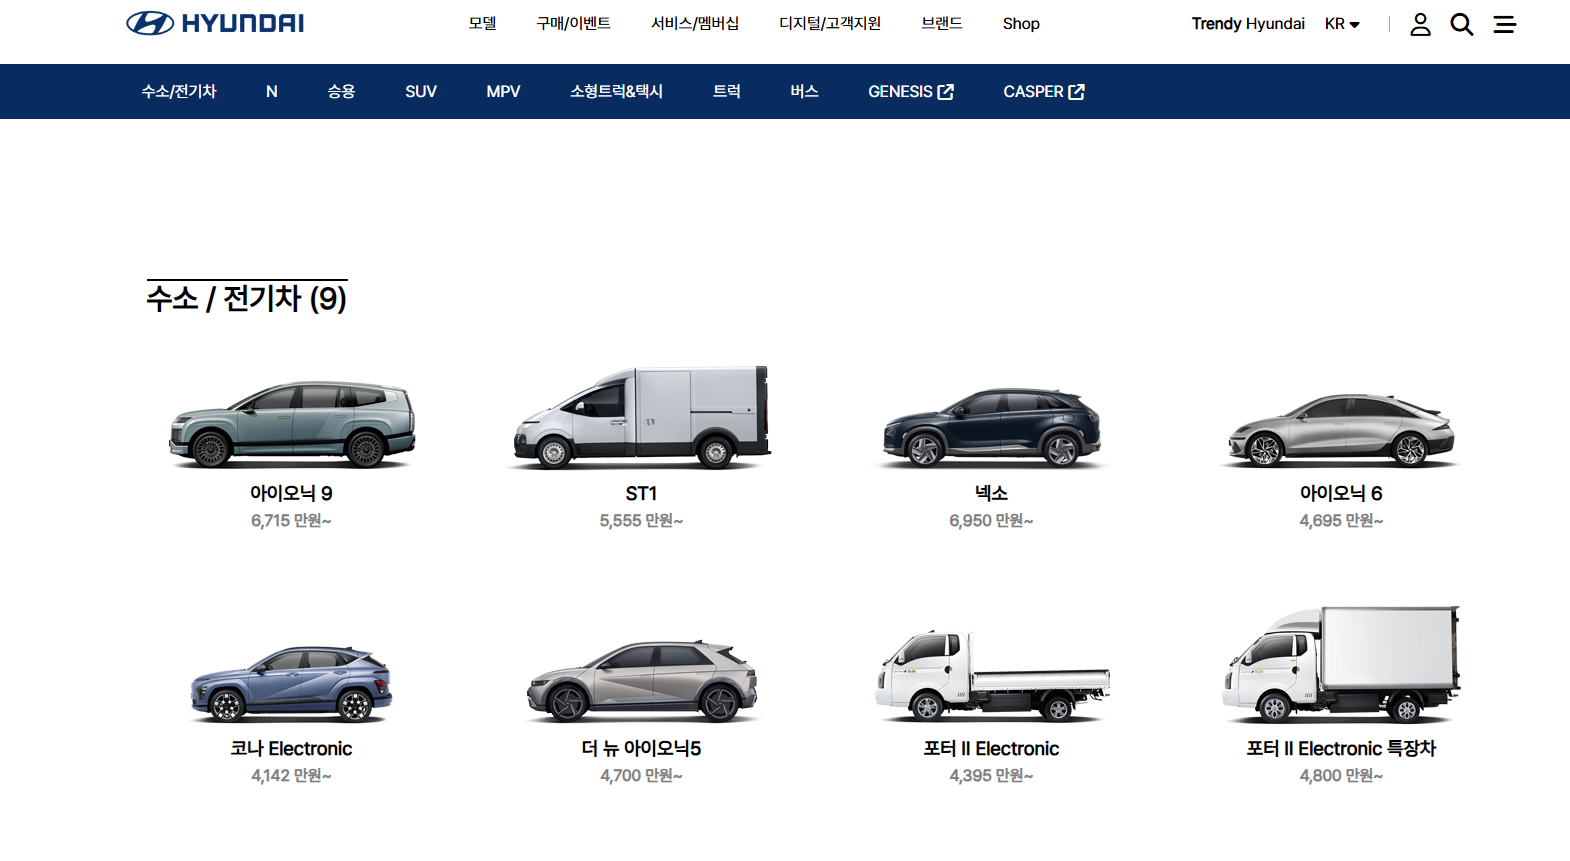 HYUNDAI
모델 구매/이벤트 서비스/멤버십 디지털/고객지원 브랜드 Shop Trendy Hyundai KR
수소/전기차 N 승용 SUV MPV 소형트럭&택시 트럭 버스 GENESIS CASPER
수소 / 전기차 (9)
아이오닉 9 ST1 넥소 아이오닉 6
6,715 만원~ 5,555 만원~ 6,950 만원~ 4,695 만원~
코나 Electronic 더 뉴 아이오닉5 포터 II Electronic 포터 II Electronic 특장차
4,142 만원~ 4,700 만원~ 4,395 만원~ 4,800 만원~